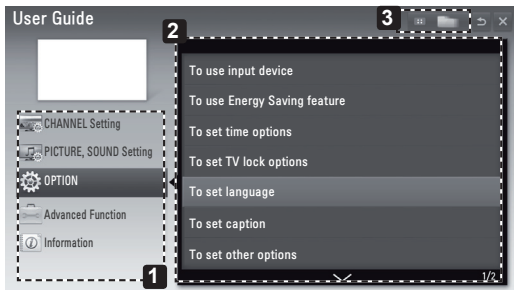 User Guide
3
2
To use input device
To use Energy Saving feature
To set time options
To set TV lock options
To set language
To set caption
To set other options
1/2
CHANNEL Setting
PICTURE, SOUND Setting
OPTION
Advanced Function
Information
1